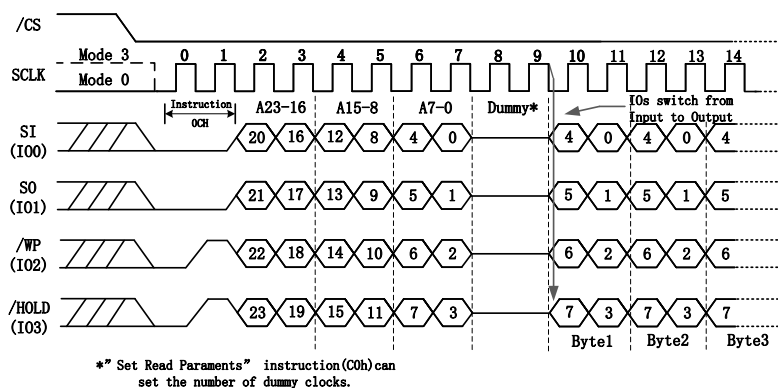 /CS
Mode 3
0 1 2 3 4 5 6 7 8 9 10 11 12 13 14
SCLK
Mode 0
Instruction
0CH
A23-16 A15-8 A7-0 Dummy*
IOs switch from
Input to Output
SI
(IO0)
20 16 12 8 4 0 4 0 4 0 4
SO
(IO1)
21 17 13 9 5 1 5 1 5 1 5
/WP
(IO2)
22 18 14 10 6 2 6 2 6 2 6
/HOLD
(IO3)
23 19 15 11 7 3 7 3 7 3 7
Byte1 Byte2 Byte3
*" Set Read Paraments" instruction(C0h)can
set the number of dummy clocks.